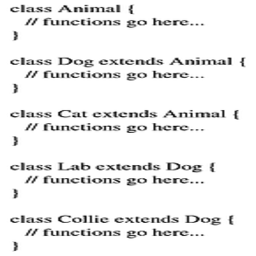 class Animal {
// functions go here...
}
class Dog extends Animal {
// functions go here...
}
class Cat extends Animal {
// functions go here...
}
class Lab extends Dog {
// functions go here...
}
class Collie extends Dog {
// functions go here...
}